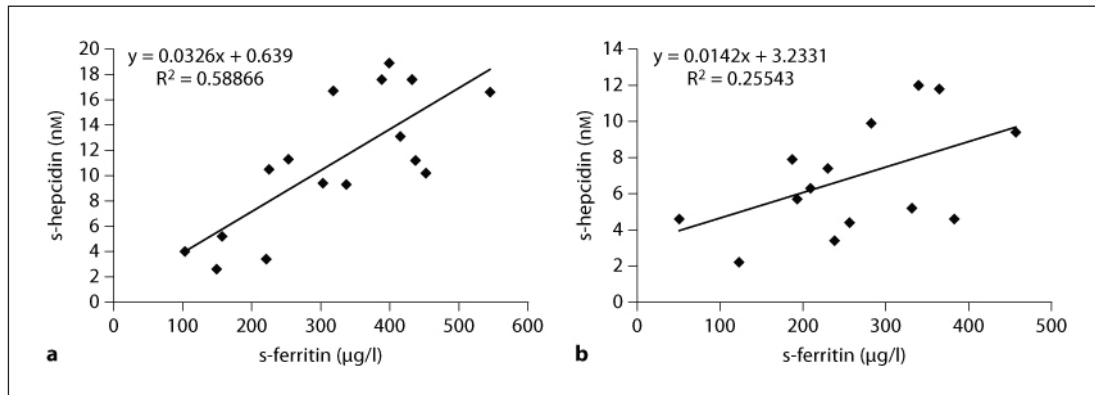 y = 0.0326x + 0.639
R² = 0.58866
20
18
16
14
12
10
8
6
4
2
0
s-hepcidin (nM)
0 100 200 300 400 500 600
a s-ferritin (µg/l)
y = 0.0142x + 3.2331
R² = 0.25543
14
12
10
8
6
4
2
0
s-hepcidin (nM)
0 100 200 300 400 500
b s-ferritin (µg/l)